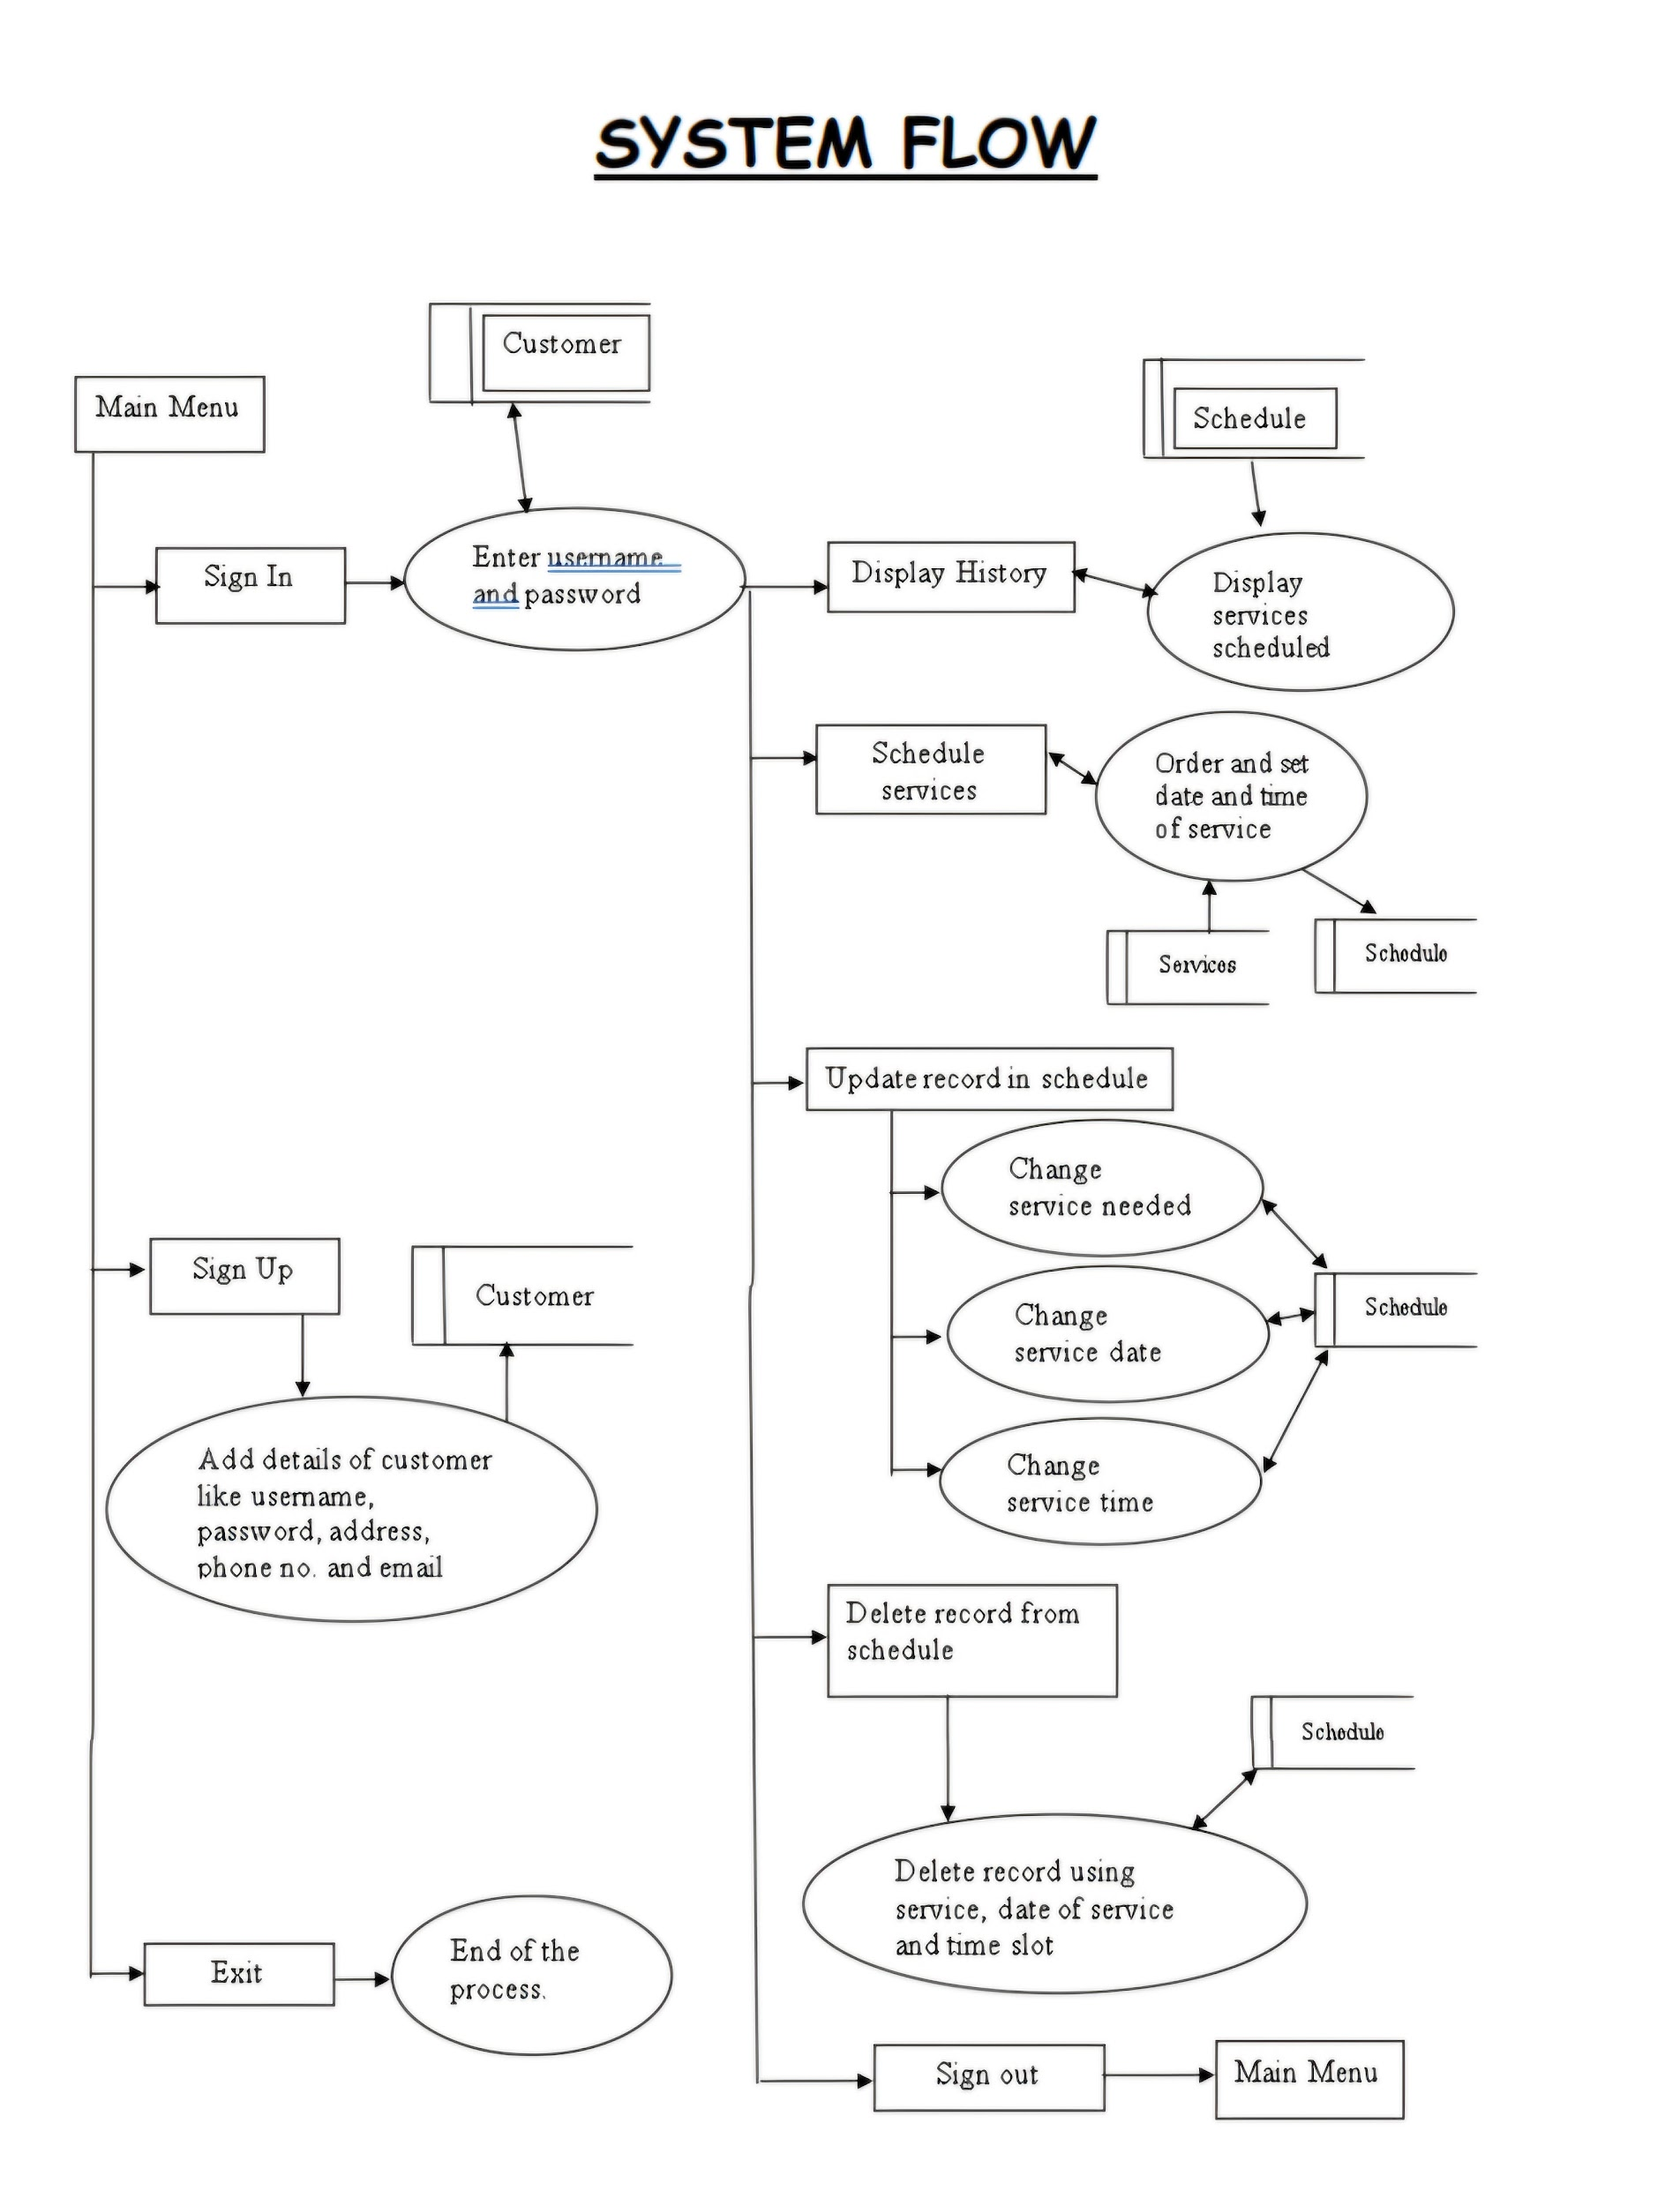 SYSTEM FLOW
Customer
Main Menu
Schedule
Sign In
Enter username
and password
Display History
Display
services
scheduled
Schedule
services
Order and set
date and time
of service
Services
Schedule
Update record in schedule
Change
service needed
Sign Up
Customer
Change
service date
Schedule
Add details of customer
like username,
password, address,
phone no. and email
Change
service time
Delete record from
schedule
Schedule
Delete record using
service, date of service
and time slot
Exit
End of the
process.
Sign out
Main Menu